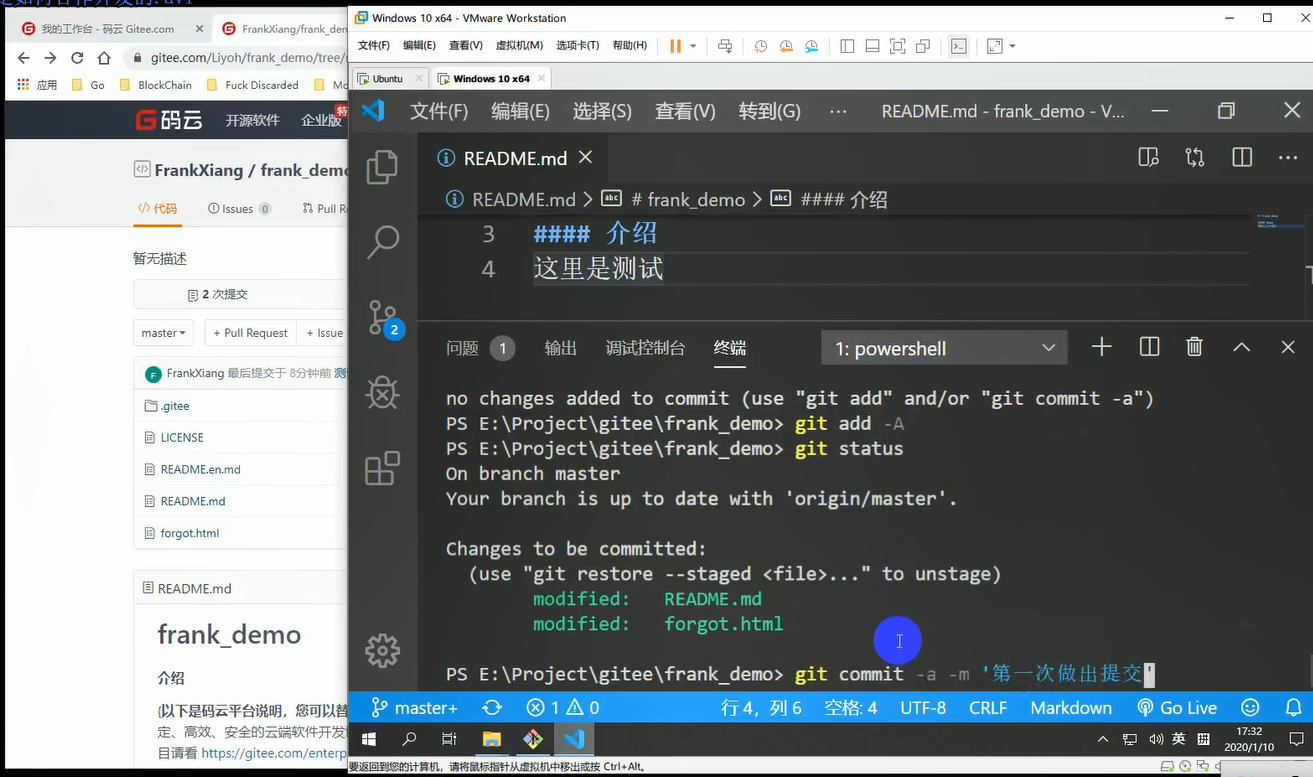 是如何合作开发的.avi
我的工作台 - 码云 Gitee.com
FrankXiang/frank_dem
gitee.com/Liyoh/frank_demo/tree/
应用 Go BlockChain Fuck Discarded Mo
码云 开源软件 企业版 特
FrankXiang / frank_demo
代码 Issues 0 Pull R
暂无描述
2 次提交
master + Pull Request + Issue
F FrankXiang 最后提交于 8分钟前 测
.gitee
LICENSE
README.en.md
README.md
forgot.html
README.md
frank_demo
介绍
{以下是码云平台说明，您可以替
定、高效、安全的云端软件开发
目请看 https://gitee.com/enterp
Windows 10 x64 - VMware Workstation
文件(F) 编辑(E) 查看(V) 虚拟机(M) 选项卡(T) 帮助(H)
Ubuntu Windows 10 x64
文件(F) 编辑(E) 选择(S) 查看(V) 转到(G) ··· README.md - frank_demo - V...
README.md
README.md > # frank_demo > #### 介绍
3 #### 介绍
4 这里是测试
2
问题 1 输出 调试控制台 终端 1: powershell
no changes added to commit (use "git add" and/or "git commit -a")
PS E:\Project\gitee\frank_demo> git add -A
PS E:\Project\gitee\frank_demo> git status
On branch master
Your branch is up to date with 'origin/master'.
Changes to be committed:
(use "git restore --staged <file>..." to unstage)
modified: README.md
modified: forgot.html
PS E:\Project\gitee\frank_demo> git commit -a -m '第一次做出提交'
master+ 1 0 行 4，列 6 空格: 4 UTF-8 CRLF Markdown Go Live
英 17:32
2020/1/10
要返回到您的计算机，请将鼠标指针从虚拟机中移出或按 Ctrl+Alt。